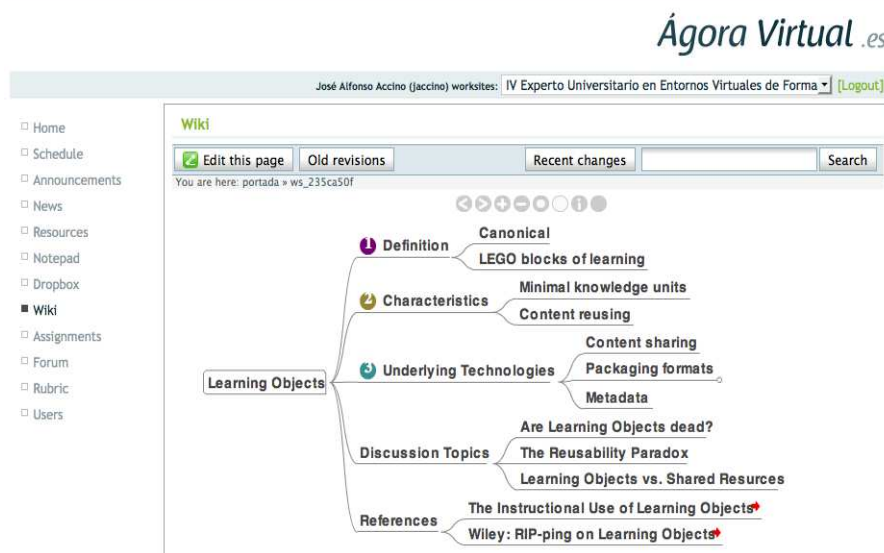 Ágora Virtual .es
José Alfonso Accino (jaccino) worksites: IV Experto Universitario en Entornos Virtuales de Forma [Logout]
Home
Schedule
Announcements
News
Resources
Notepad
Dropbox
Wiki
Assignments
Forum
Rubric
Users
Wiki
Edit this page Old revisions Recent changes Search
You are here: portada » ws_235ca50f
Learning Objects
1 Definition
Canonical
LEGO blocks of learning
2 Characteristics
Minimal knowledge units
Content reusing
3 Underlying Technologies
Content sharing
Packaging formats
Metadata
Discussion Topics
Are Learning Objects dead?
The Reusability Paradox
Learning Objects vs. Shared Resurces
References
The Instructional Use of Learning Objects
Wiley: RIP-ping on Learning Objects